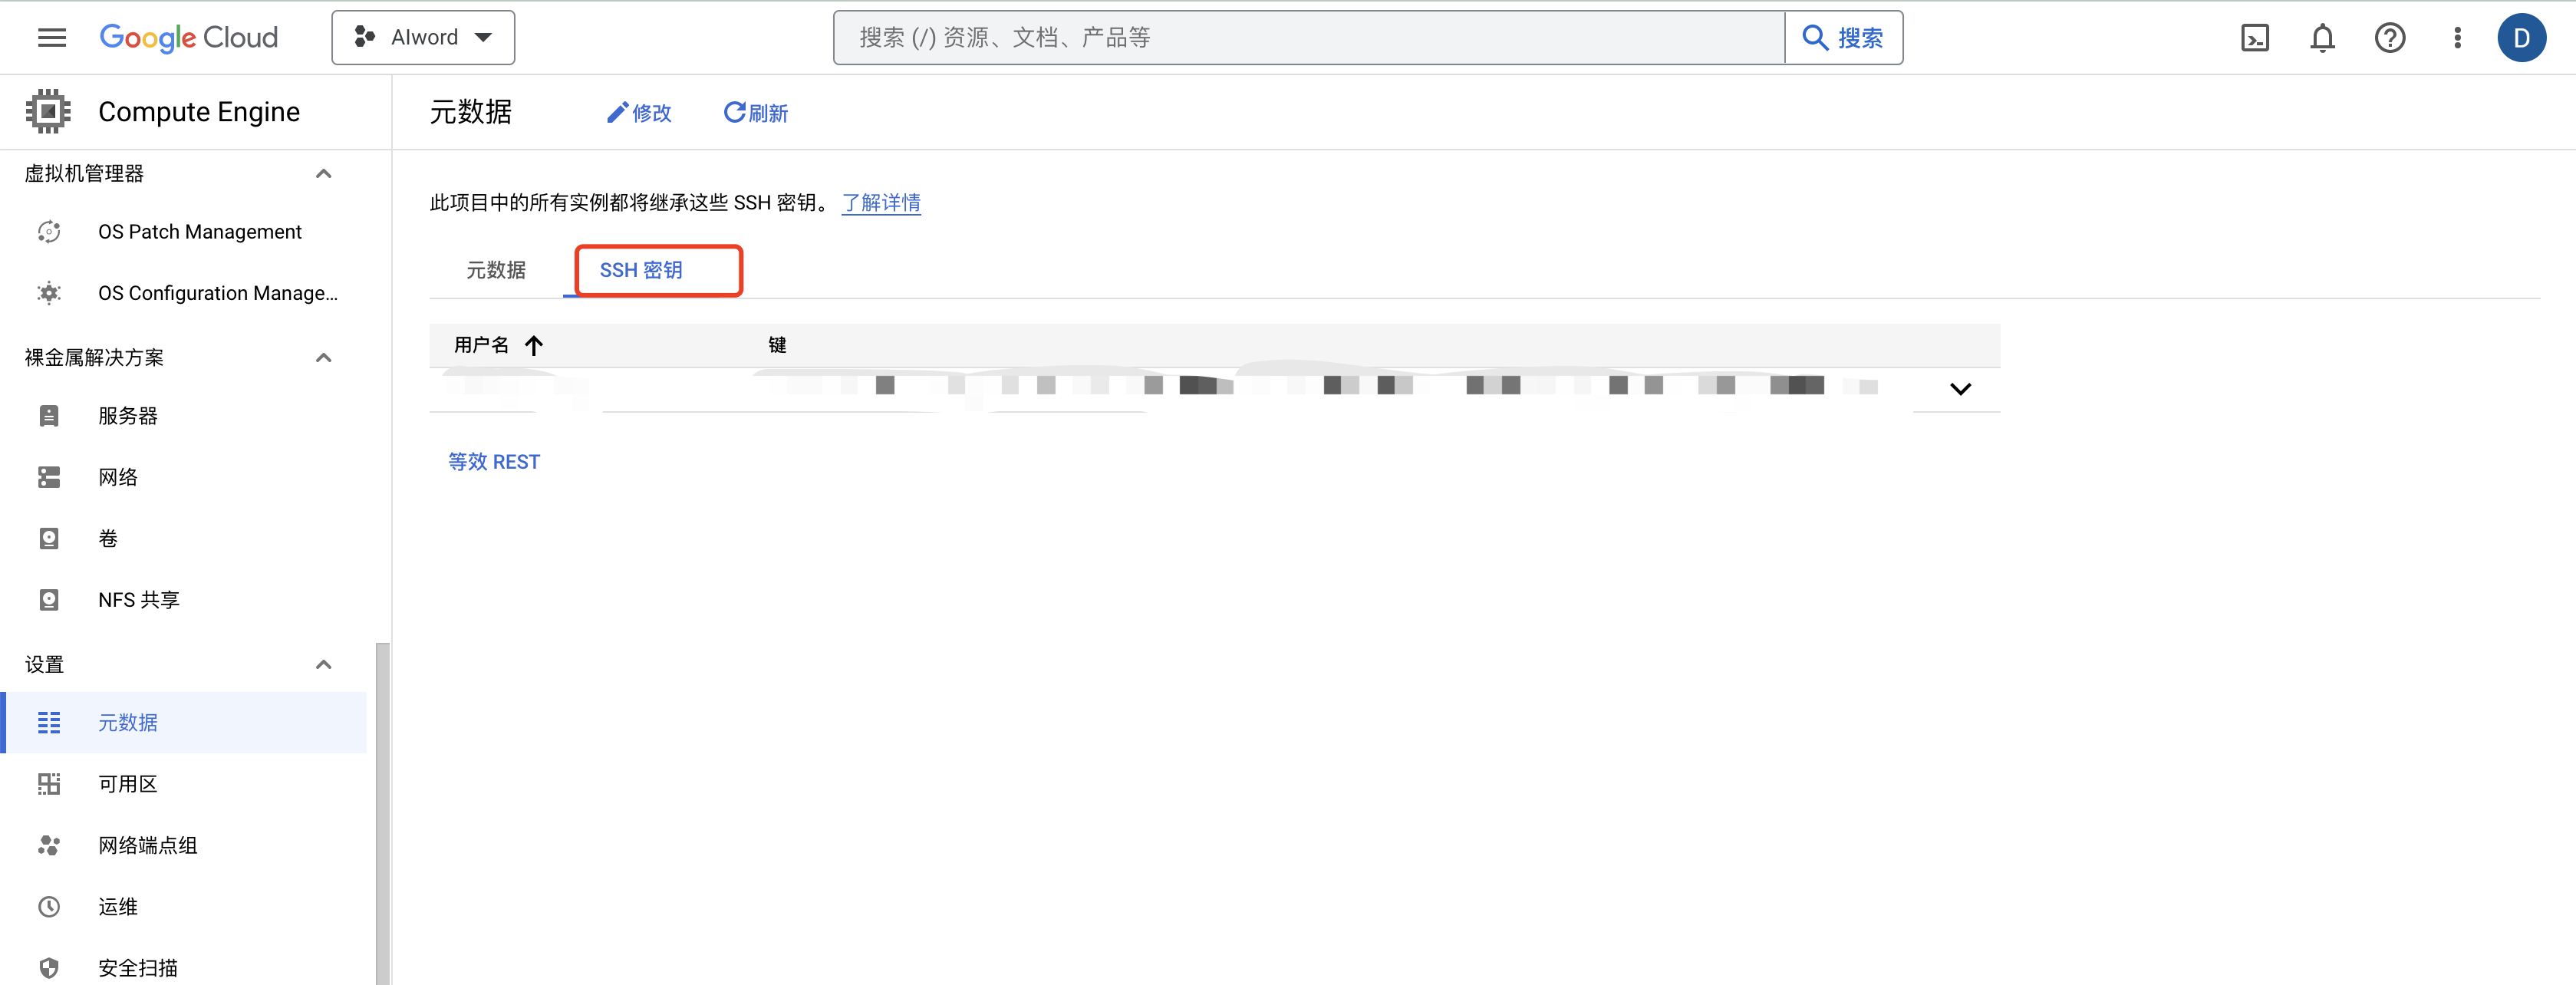 Google Cloud
AIword
搜索 (/) 资源、文档、产品等
搜索
D
Compute Engine
元数据
修改
刷新
虚拟机管理器
OS Patch Management
OS Configuration Manage...
裸金属解决方案
服务器
网络
卷
NFS 共享
设置
元数据
可用区
网络端点组
运维
安全扫描
此项目中的所有实例都将继承这些 SSH 密钥。 了解详情
元数据
SSH 密钥
用户名
键
等效 REST